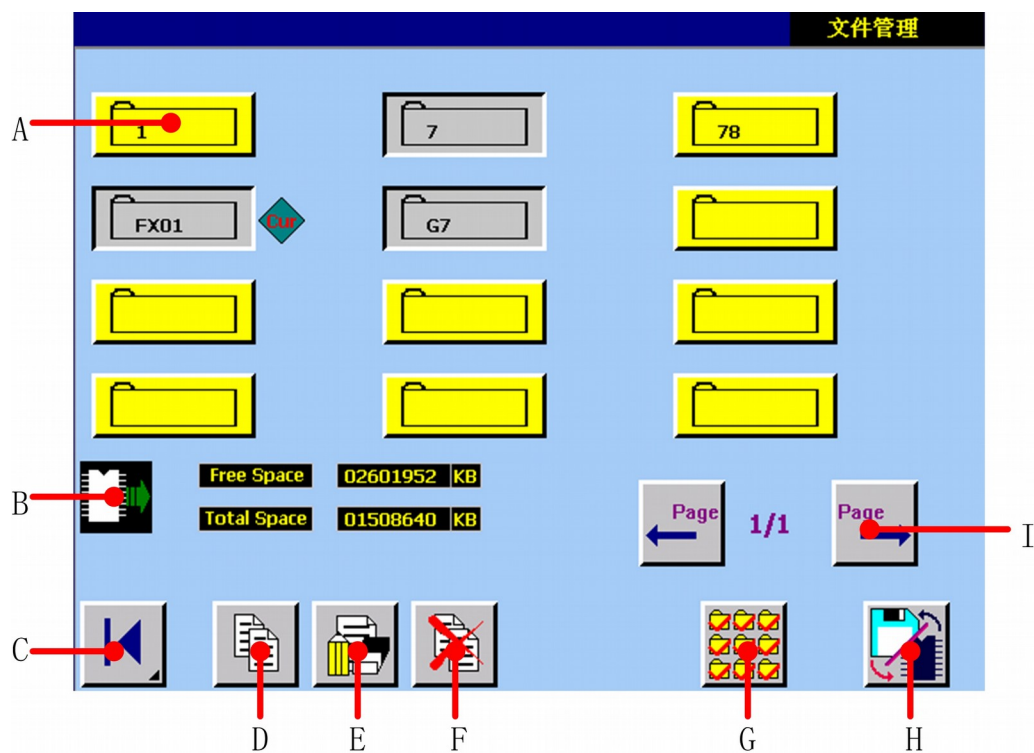 文件管理
A
1
7
78
FX01
Cur
G7
B
Free Space 02601952 KB
Total Space 01508640 KB
Page
1/1
Page
I
C
D
E
F
G
H